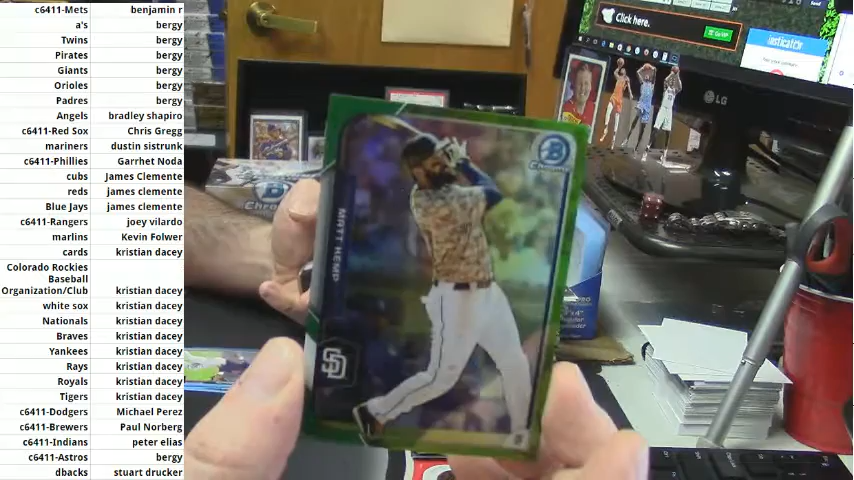 c6411-Mets benjamin r
a's bergy
Twins bergy
Pirates bergy
Giants bergy
Orioles bergy
Padres bergy
Angels bradley shapiro
c6411-Red Sox Chris Gregg
mariners dustin sistrunk
c6411-Phillies Garrhet Noda
cubs James Clemente
reds james clemente
Blue Jays james clemente
c6411-Rangers joey vilardo
marlins Kevin Folwer
cards kristian dacey
Colorado Rockies
Baseball
Organization/Club kristian dacey
white sox kristian dacey
Nationals kristian dacey
Braves kristian dacey
Yankees kristian dacey
Rays kristian dacey
Royals kristian dacey
Tigers kristian dacey
c6411-Dodgers Michael Perez
c6411-Brewers Paul Norberg
c6411-Indians peter elias
c6411-Astros bergy
dbacks stuart drucker
Click here.
LG
B
CHROME
MATT KEMP
SD